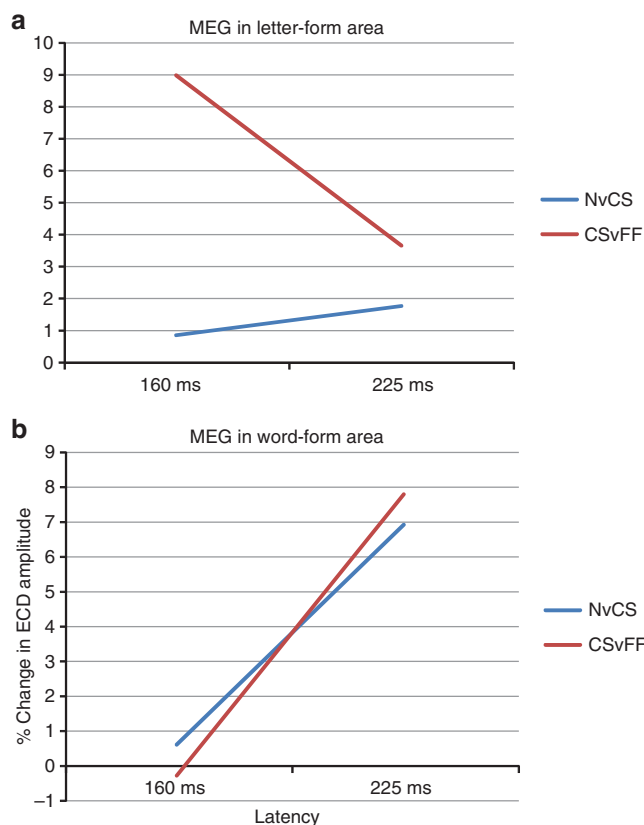 a
MEG in letter-form area
10
9
8
7
6
5
4
3
2
1
0
160 ms
225 ms
NvCS
CSvFF
b
MEG in word-form area
% Change in ECD amplitude
9
8
7
6
5
4
3
2
1
0
–1
160 ms
225 ms
Latency
NvCS
CSvFF